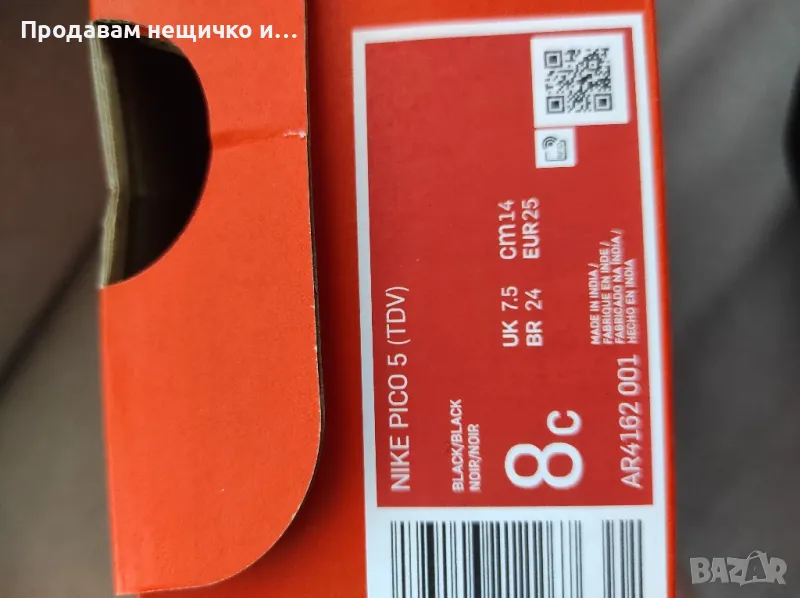 Продавам нещичко и...
NIKE PICO 5 (TDV)
BLACK/BLACK
NOIR/NOIR
8C
UK 7.5 cm14
BR 24 EUR25
MADE IN INDIA /
FABRIQUE EN INDE /
FABRICADO NA ÍNDIA /
HECHO EN INDIA
AR4162 001
BAZAR